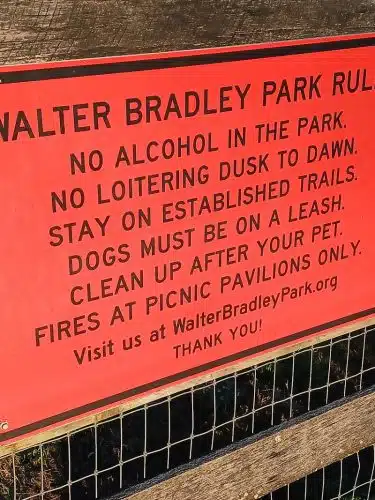 WALTER BRADLEY PARK RUL
NO ALCOHOL IN THE PARK.
NO LOITERING DUSK TO DAWN.
STAY ON ESTABLISHED TRAILS.
DOGS MUST BE ON A LEASH.
CLEAN UP AFTER YOUR PET.
FIRES AT PICNIC PAVILIONS ONLY.
Visit us at WalterBradleyPark.org
THANK YOU!